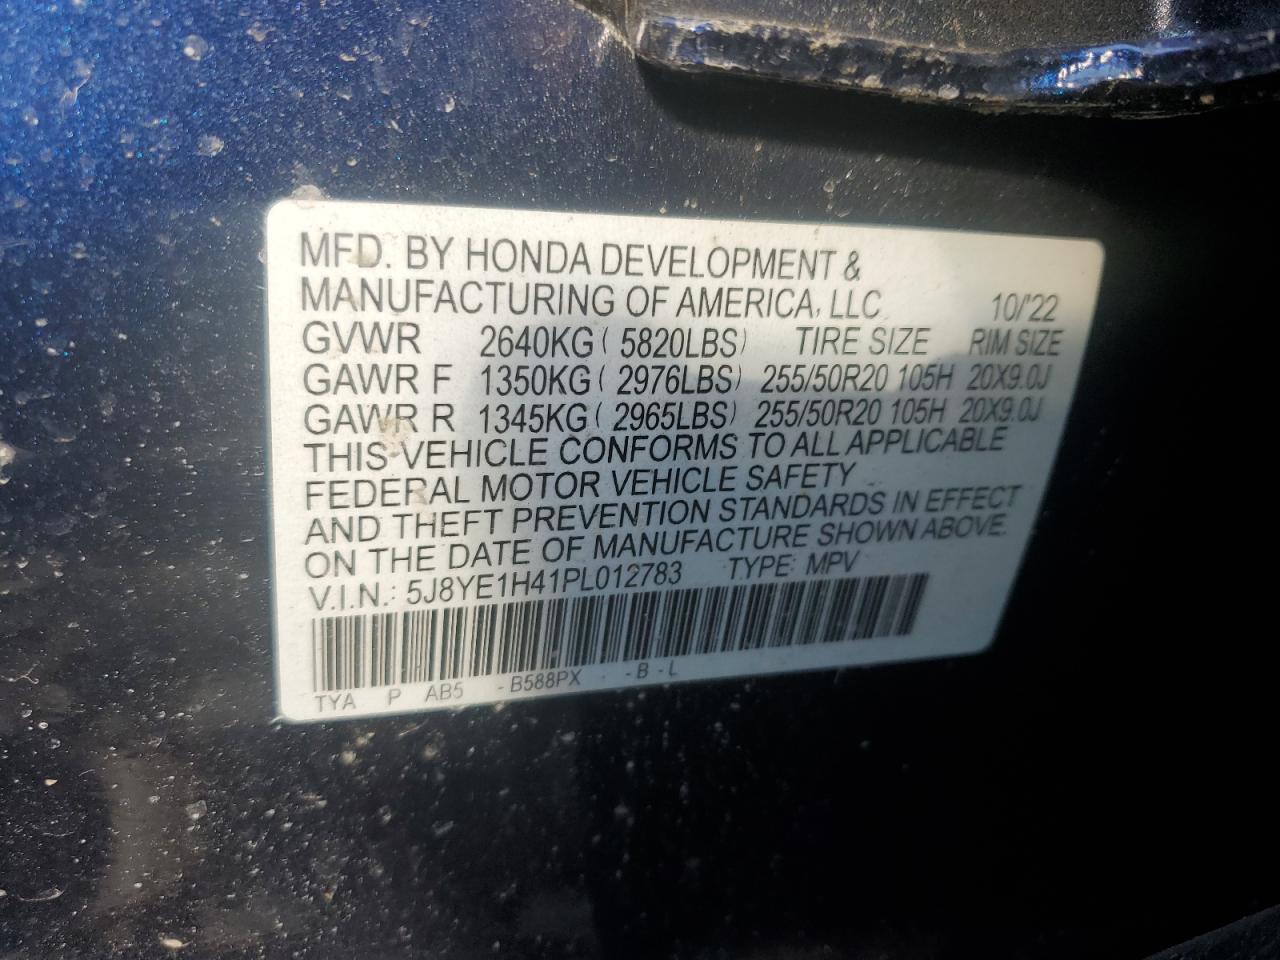 MFD. BY HONDA DEVELOPMENT &
MANUFACTURING OF AMERICA, LLC 10/'22
GVWR 2640KG ( 5820LBS) TIRE SIZE RIM SIZE
GAWR F 1350KG ( 2976LBS) 255/50R20 105H 20X9.0J
GAWR R 1345KG ( 2965LBS) 255/50R20 105H 20X9.0J
THIS VEHICLE CONFORMS TO ALL APPLICABLE
FEDERAL MOTOR VEHICLE SAFETY
AND THEFT PREVENTION STANDARDS IN EFFECT
ON THE DATE OF MANUFACTURE SHOWN ABOVE.
V.I.N.: 5J8YE1H41PL012783 TYPE: MPV
TYA P AB5 -B588PX -B-L